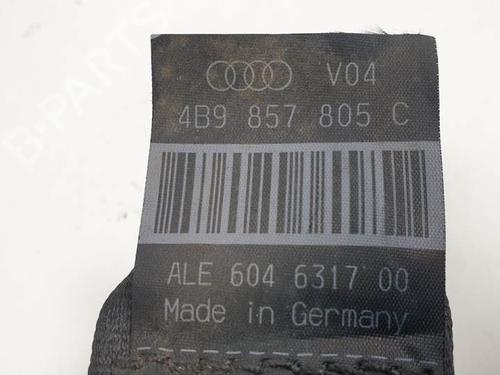 V04
4B9 857 805 C
ALE 604 6317 00
Made in Germany
B-Parts